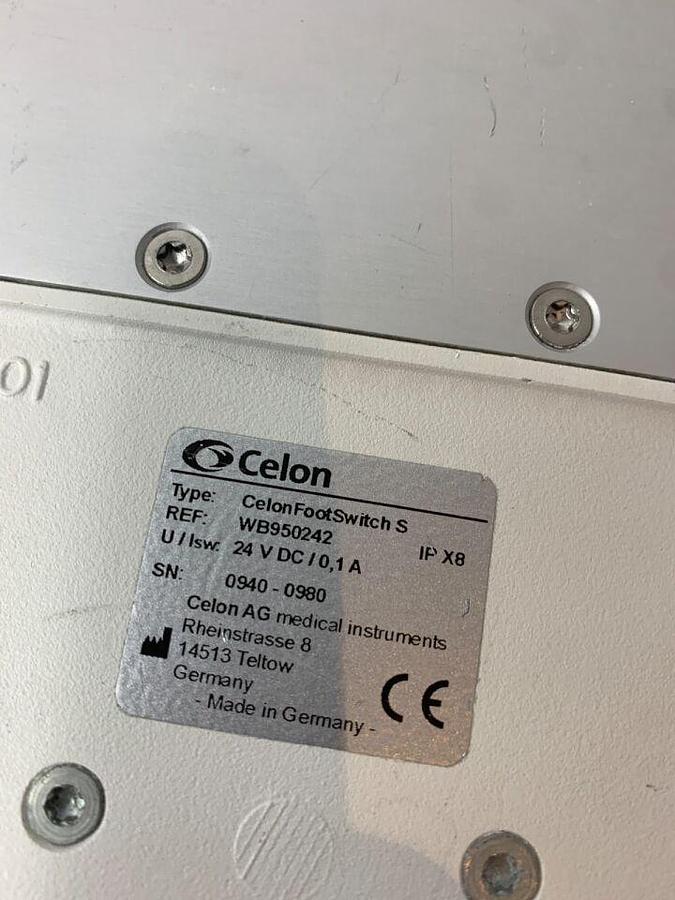 01
Celon
Type: CelonFootSwitch S
REF: WB950242 IP X8
U / Isw: 24 V DC / 0,1 A
SN: 0940 - 0980
Celon AG medical instruments
Rheinstrasse 8
14513 Teltow
Germany
- Made in Germany -
CE